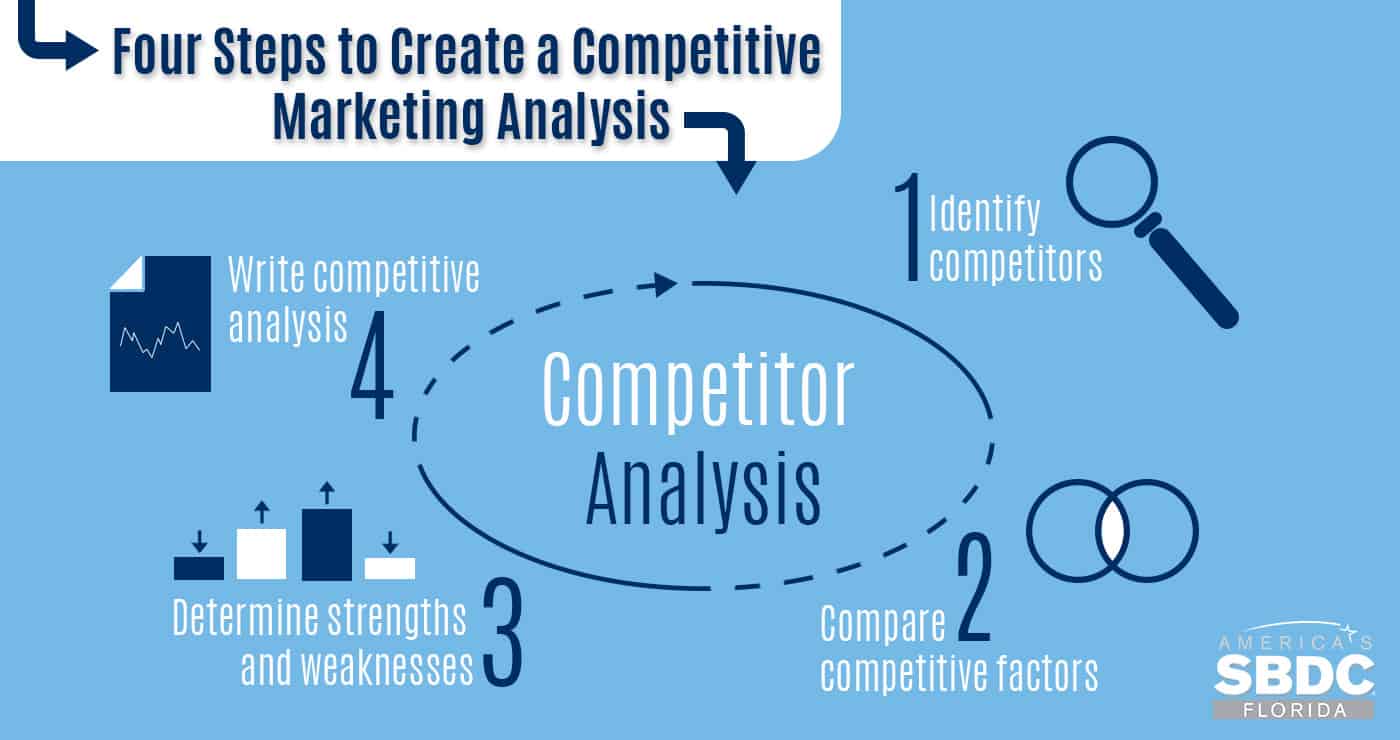 Four Steps to Create a Competitive
Marketing Analysis
1
Identify
competitors
Write competitive
analysis
4
Competitor
Analysis
2
Compare
competitive factors
3
Determine strengths
and weaknesses
AMERICA'S
SBDC
FLORIDA